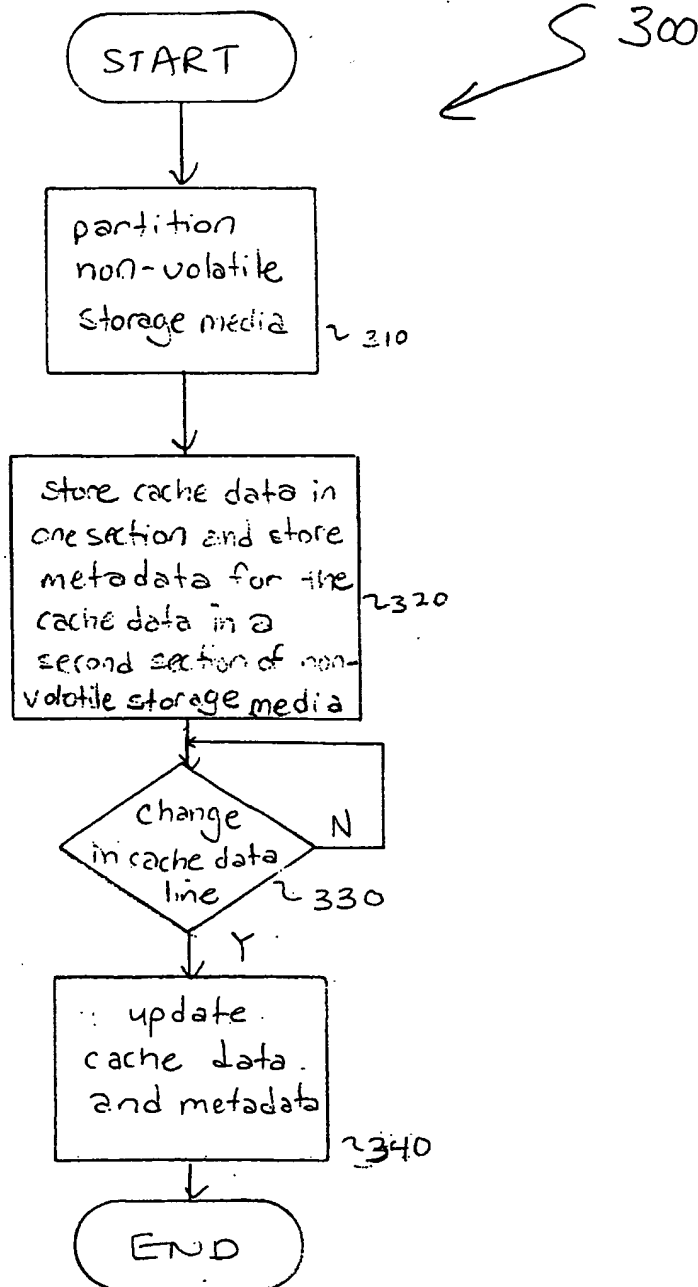 300
START
partition
non-volatile
storage media
~310
store cache data in
one section and store
metadata for the
cache data in a
second section of non-
volatile storage media
~320
change
in cache data
line
N
~330
Y
update
cache data
and metadata
~340
END